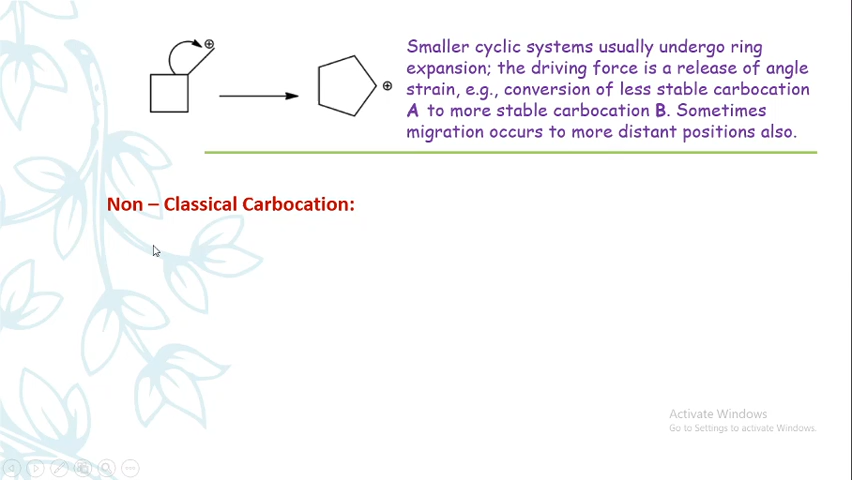 Smaller cyclic systems usually undergo ring
expansion; the driving force is a release of angle
strain, e.g., conversion of less stable carbocation
A to more stable carbocation B. Sometimes
migration occurs to more distant positions also.
Non – Classical Carbocation:
Activate Windows
Go to Settings to activate Windows.